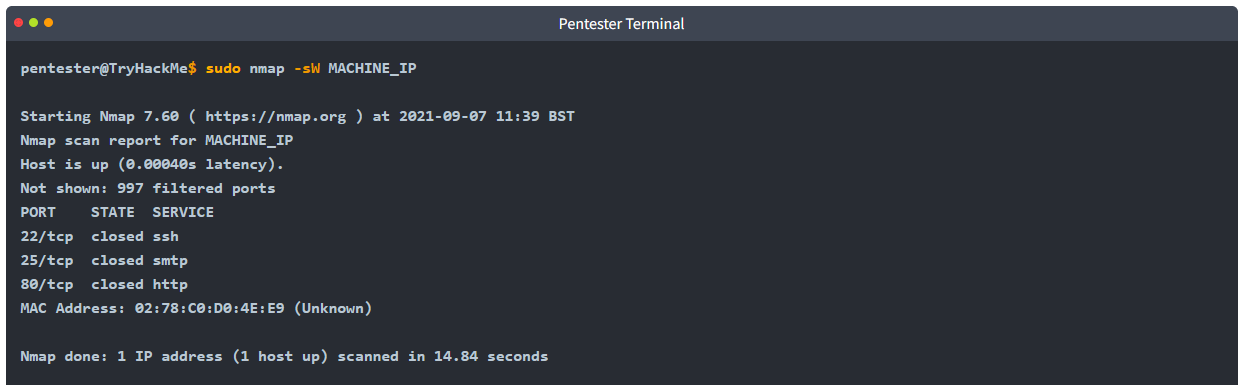 Pentester Terminal
pentester@TryHackMe$ sudo nmap -sW MACHINE_IP
Starting Nmap 7.60 ( https://nmap.org ) at 2021-09-07 11:39 BST
Nmap scan report for MACHINE_IP
Host is up (0.00040s latency).
Not shown: 997 filtered ports
PORT   STATE  SERVICE
22/tcp closed ssh
25/tcp closed smtp
80/tcp closed http
MAC Address: 02:78:C0:D0:4E:E9 (Unknown)
Nmap done: 1 IP address (1 host up) scanned in 14.84 seconds